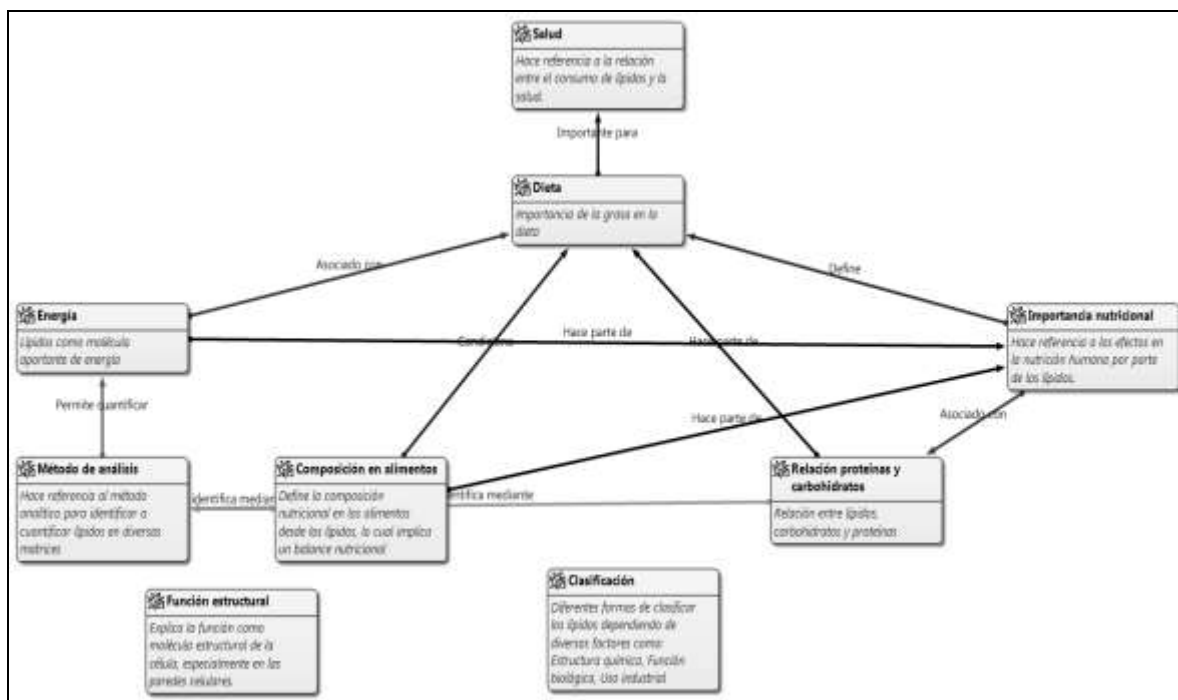 Salud
Hace referencia a la relación
entre el consumo de lípidos y la
salud.
Importante para
Dieta
Importancia de la grasa en la
dieta
Asociado con
Define
Energía
Lípidos como molécula
aportante de energía
Hace parte de
Hace parte de
Importancia nutricional
Hace referencia a los efectos en
la nutrición humana por parte
de los lípidos.
Permite cuantificar
Hace parte de
Asociado con
Método de análisis
Hace referencia al método
analítico para identificar o
cuantificar lípidos en diversas
matrices
identifica
Composición en alimentos
Define la composición
nutricional en los alimentos
desde los lípidos, lo cual implica
un balance nutricional
mediante
Relación proteínas y
carbohidratos
Relación entre lípidos,
carbohidratos y proteínas
Función estructural
Explica la función como
molécula estructural de la
célula, especialmente en las
paredes celulares
Clasificación
Diferentes formas de clasificar
los lípidos dependiendo de
diversos factores como:
Estructura química, Función
biológica, Uso industrial